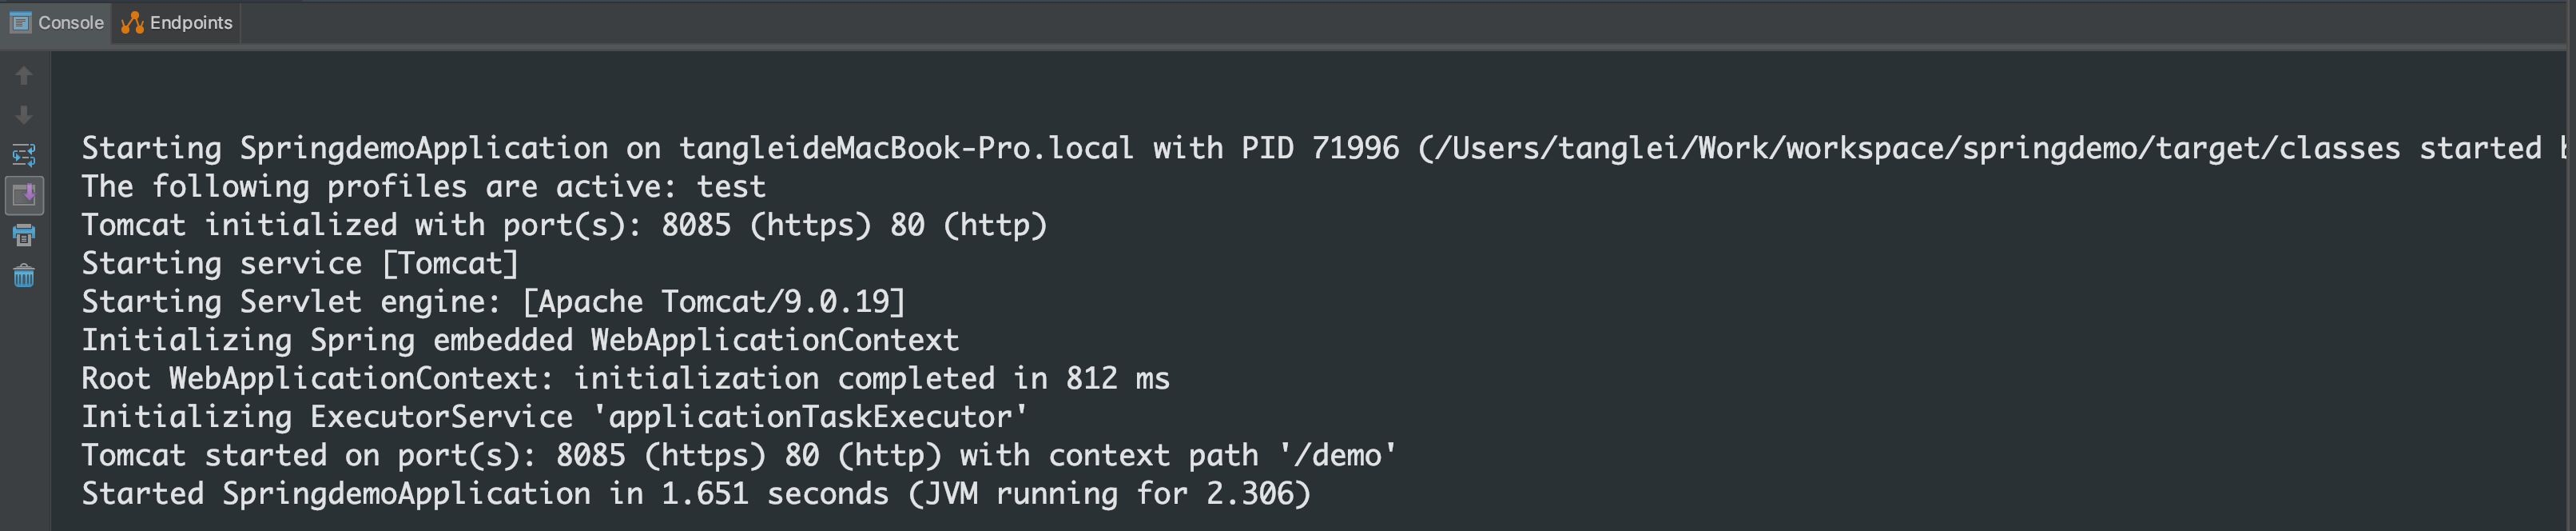 Console Endpoints
Starting SpringdemoApplication on tangleideMacBook-Pro.local with PID 71996 (/Users/tanglei/Work/workspace/springdemo/target/classes started
The following profiles are active: test
Tomcat initialized with port(s): 8085 (https) 80 (http)
Starting service [Tomcat]
Starting Servlet engine: [Apache Tomcat/9.0.19]
Initializing Spring embedded WebApplicationContext
Root WebApplicationContext: initialization completed in 812 ms
Initializing ExecutorService 'applicationTaskExecutor'
Tomcat started on port(s): 8085 (https) 80 (http) with context path '/demo'
Started SpringdemoApplication in 1.651 seconds (JVM running for 2.306)